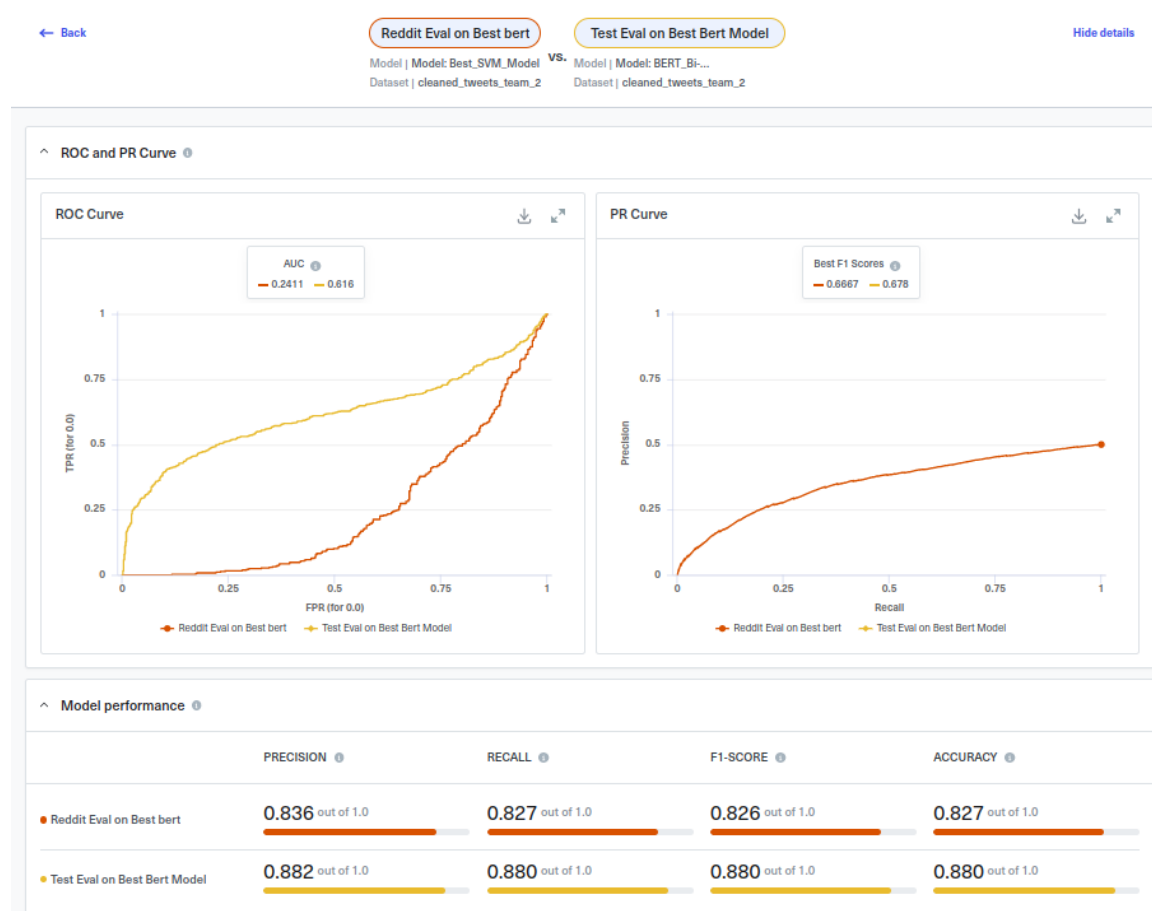 ← Back
Reddit Eval on Best bert
vs.
Test Eval on Best Bert Model
Hide details
Model | Model: Best_SVM_Model
Model | Model: BERT_Bi-...
Dataset | cleaned_tweets_team_2
Dataset | cleaned_tweets_team_2
ROC and PR Curve
ROC Curve
AUC
0.2411 0.616
1
0.75
0.5
0.25
0
TPR (for 0.0)
0 0.25 0.5 0.75 1
FPR (for 0.0)
Reddit Eval on Best bert Test Eval on Best Bert Model
PR Curve
Best F1 Scores
0.6667 0.678
1
0.75
0.5
0.25
0
Precision
0 0.25 0.5 0.75 1
Recall
Reddit Eval on Best bert Test Eval on Best Bert Model
Model performance
PRECISION RECALL F1-SCORE ACCURACY
Reddit Eval on Best bert 0.836 out of 1.0 0.827 out of 1.0 0.826 out of 1.0 0.827 out of 1.0
Test Eval on Best Bert Model 0.882 out of 1.0 0.880 out of 1.0 0.880 out of 1.0 0.880 out of 1.0